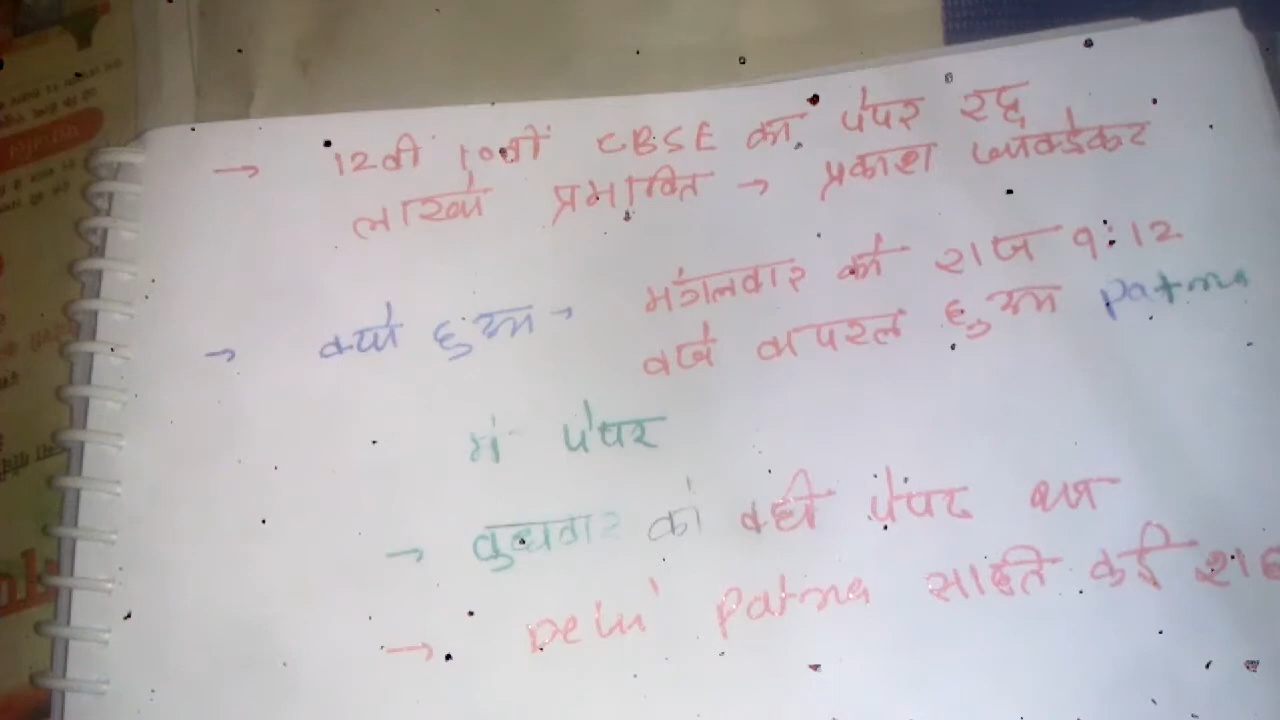 → 12वी 10वीं CBSE का पेपर रद्द
लाखों प्रभावित → प्रकाश जावडेकर
→ क्यों हुआ → मंगलवार को रात 9:12
बजे वायरल हुआ patna
में पेपर
→ बुधवार को वही पेपर था
→ Delhi patna सहित कई